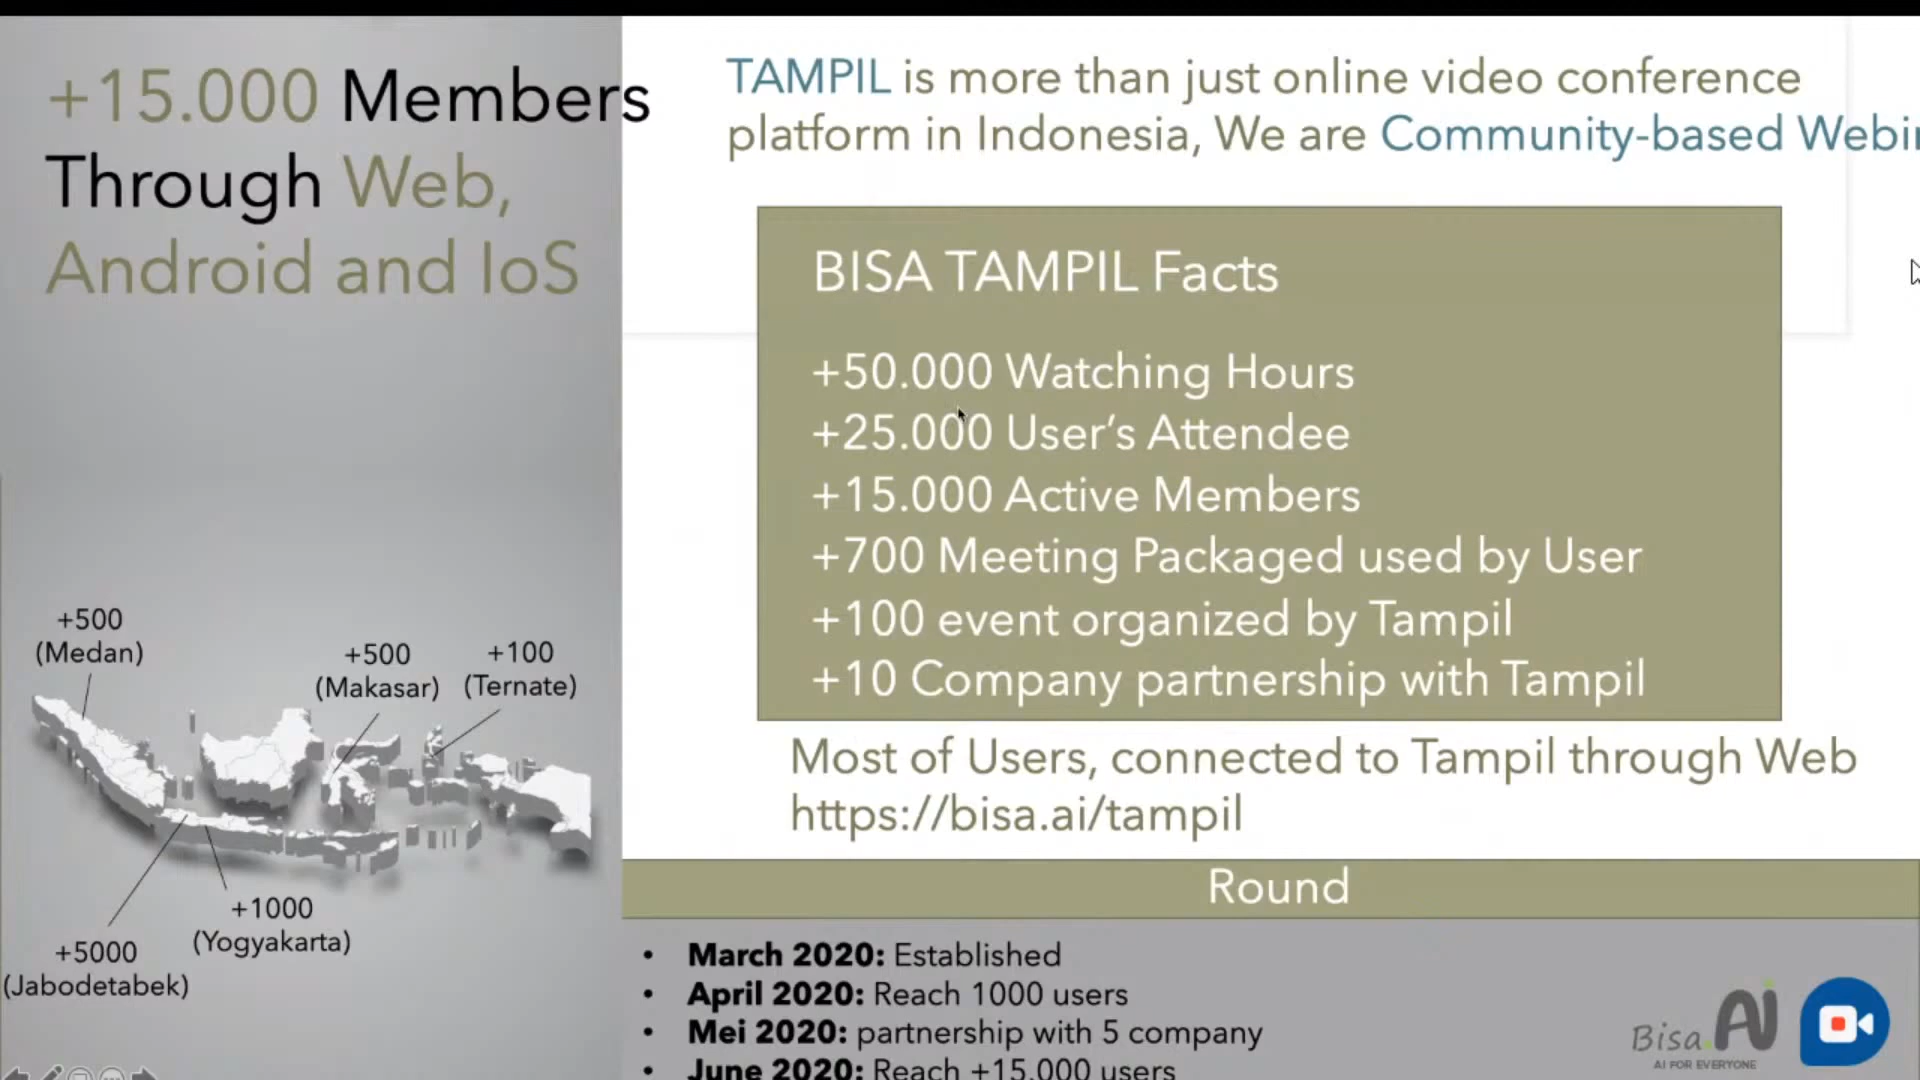 +15.000 Members
Through Web,
Android and IoS
TAMPIL is more than just online video conference
platform in Indonesia, We are Community-based
BISA TAMPIL Facts
+50.000 Watching Hours
+25.000 User’s Attendee
+15.000 Active Members
+700 Meeting Packaged used by User
+100 event organized by Tampil
+10 Company partnership with Tampil
Most of Users, connected to Tampil through Web
https://bisa.ai/tampil
+500
(Medan)
+500
(Makasar)
+100
(Ternate)
+1000
(Yogyakarta)
+5000
(Jabodetabek)
Round
• March 2020: Established
• April 2020: Reach 1000 users
• Mei 2020: partnership with 5 company
• June 2020: Reach +15.000 users
Bisa.Ai
AI FOR EVERYONE